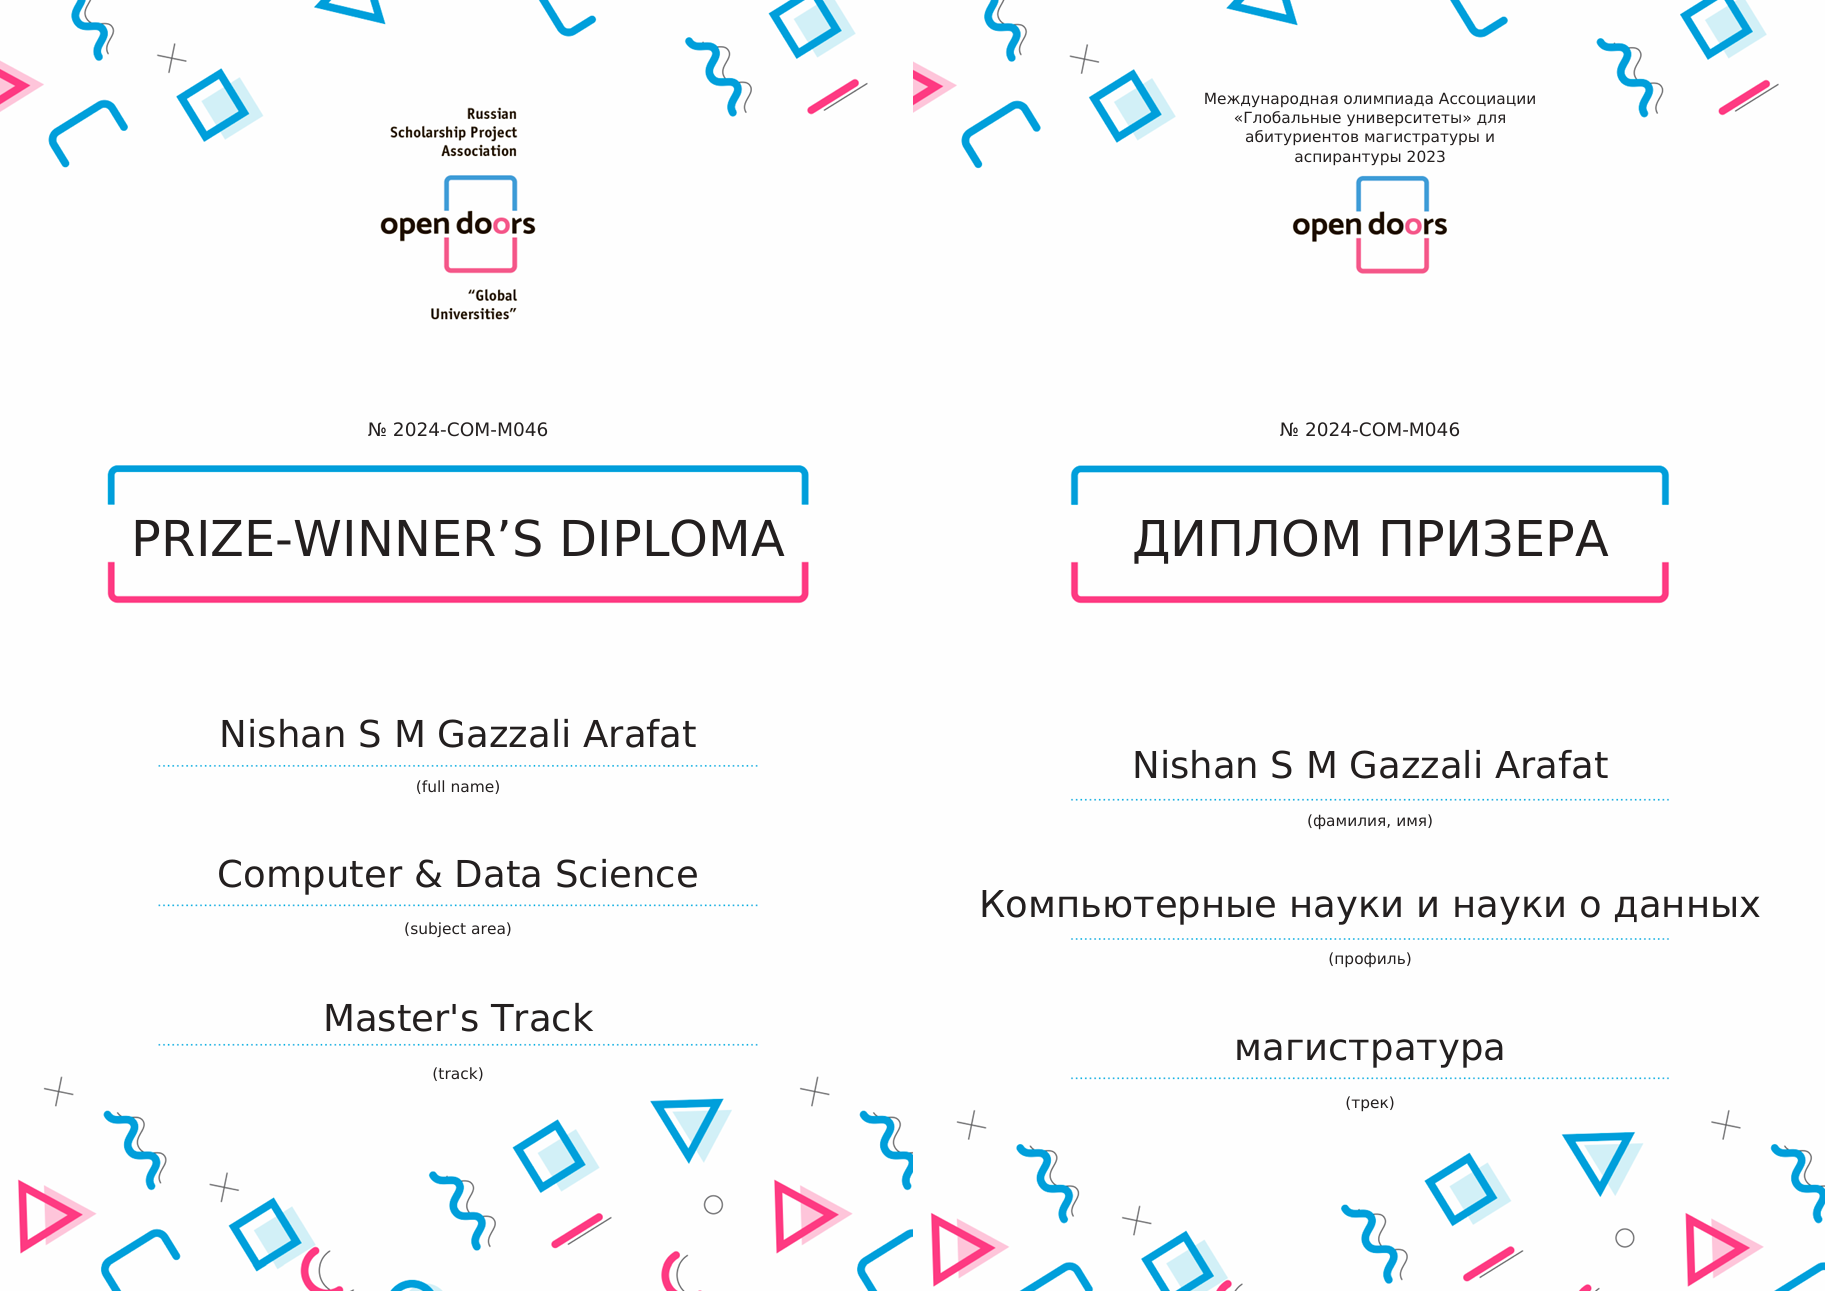 Russian
Scholarship Project
Association
open doors
“Global
Universities”
№ 2024-COM-M046
PRIZE-WINNER’S DIPLOMA
Nishan S M Gazzali Arafat
(full name)
Computer & Data Science
(subject area)
Master's Track
(track)
Международная олимпиада Ассоциации
«Глобальные университеты» для
абитуриентов магистратуры и
аспирантуры 2023
open doors
№ 2024-COM-M046
ДИПЛОМ ПРИЗЕРА
Nishan S M Gazzali Arafat
(фамилия, имя)
Компьютерные науки и науки о данных
(профиль)
магистратура
(трек)